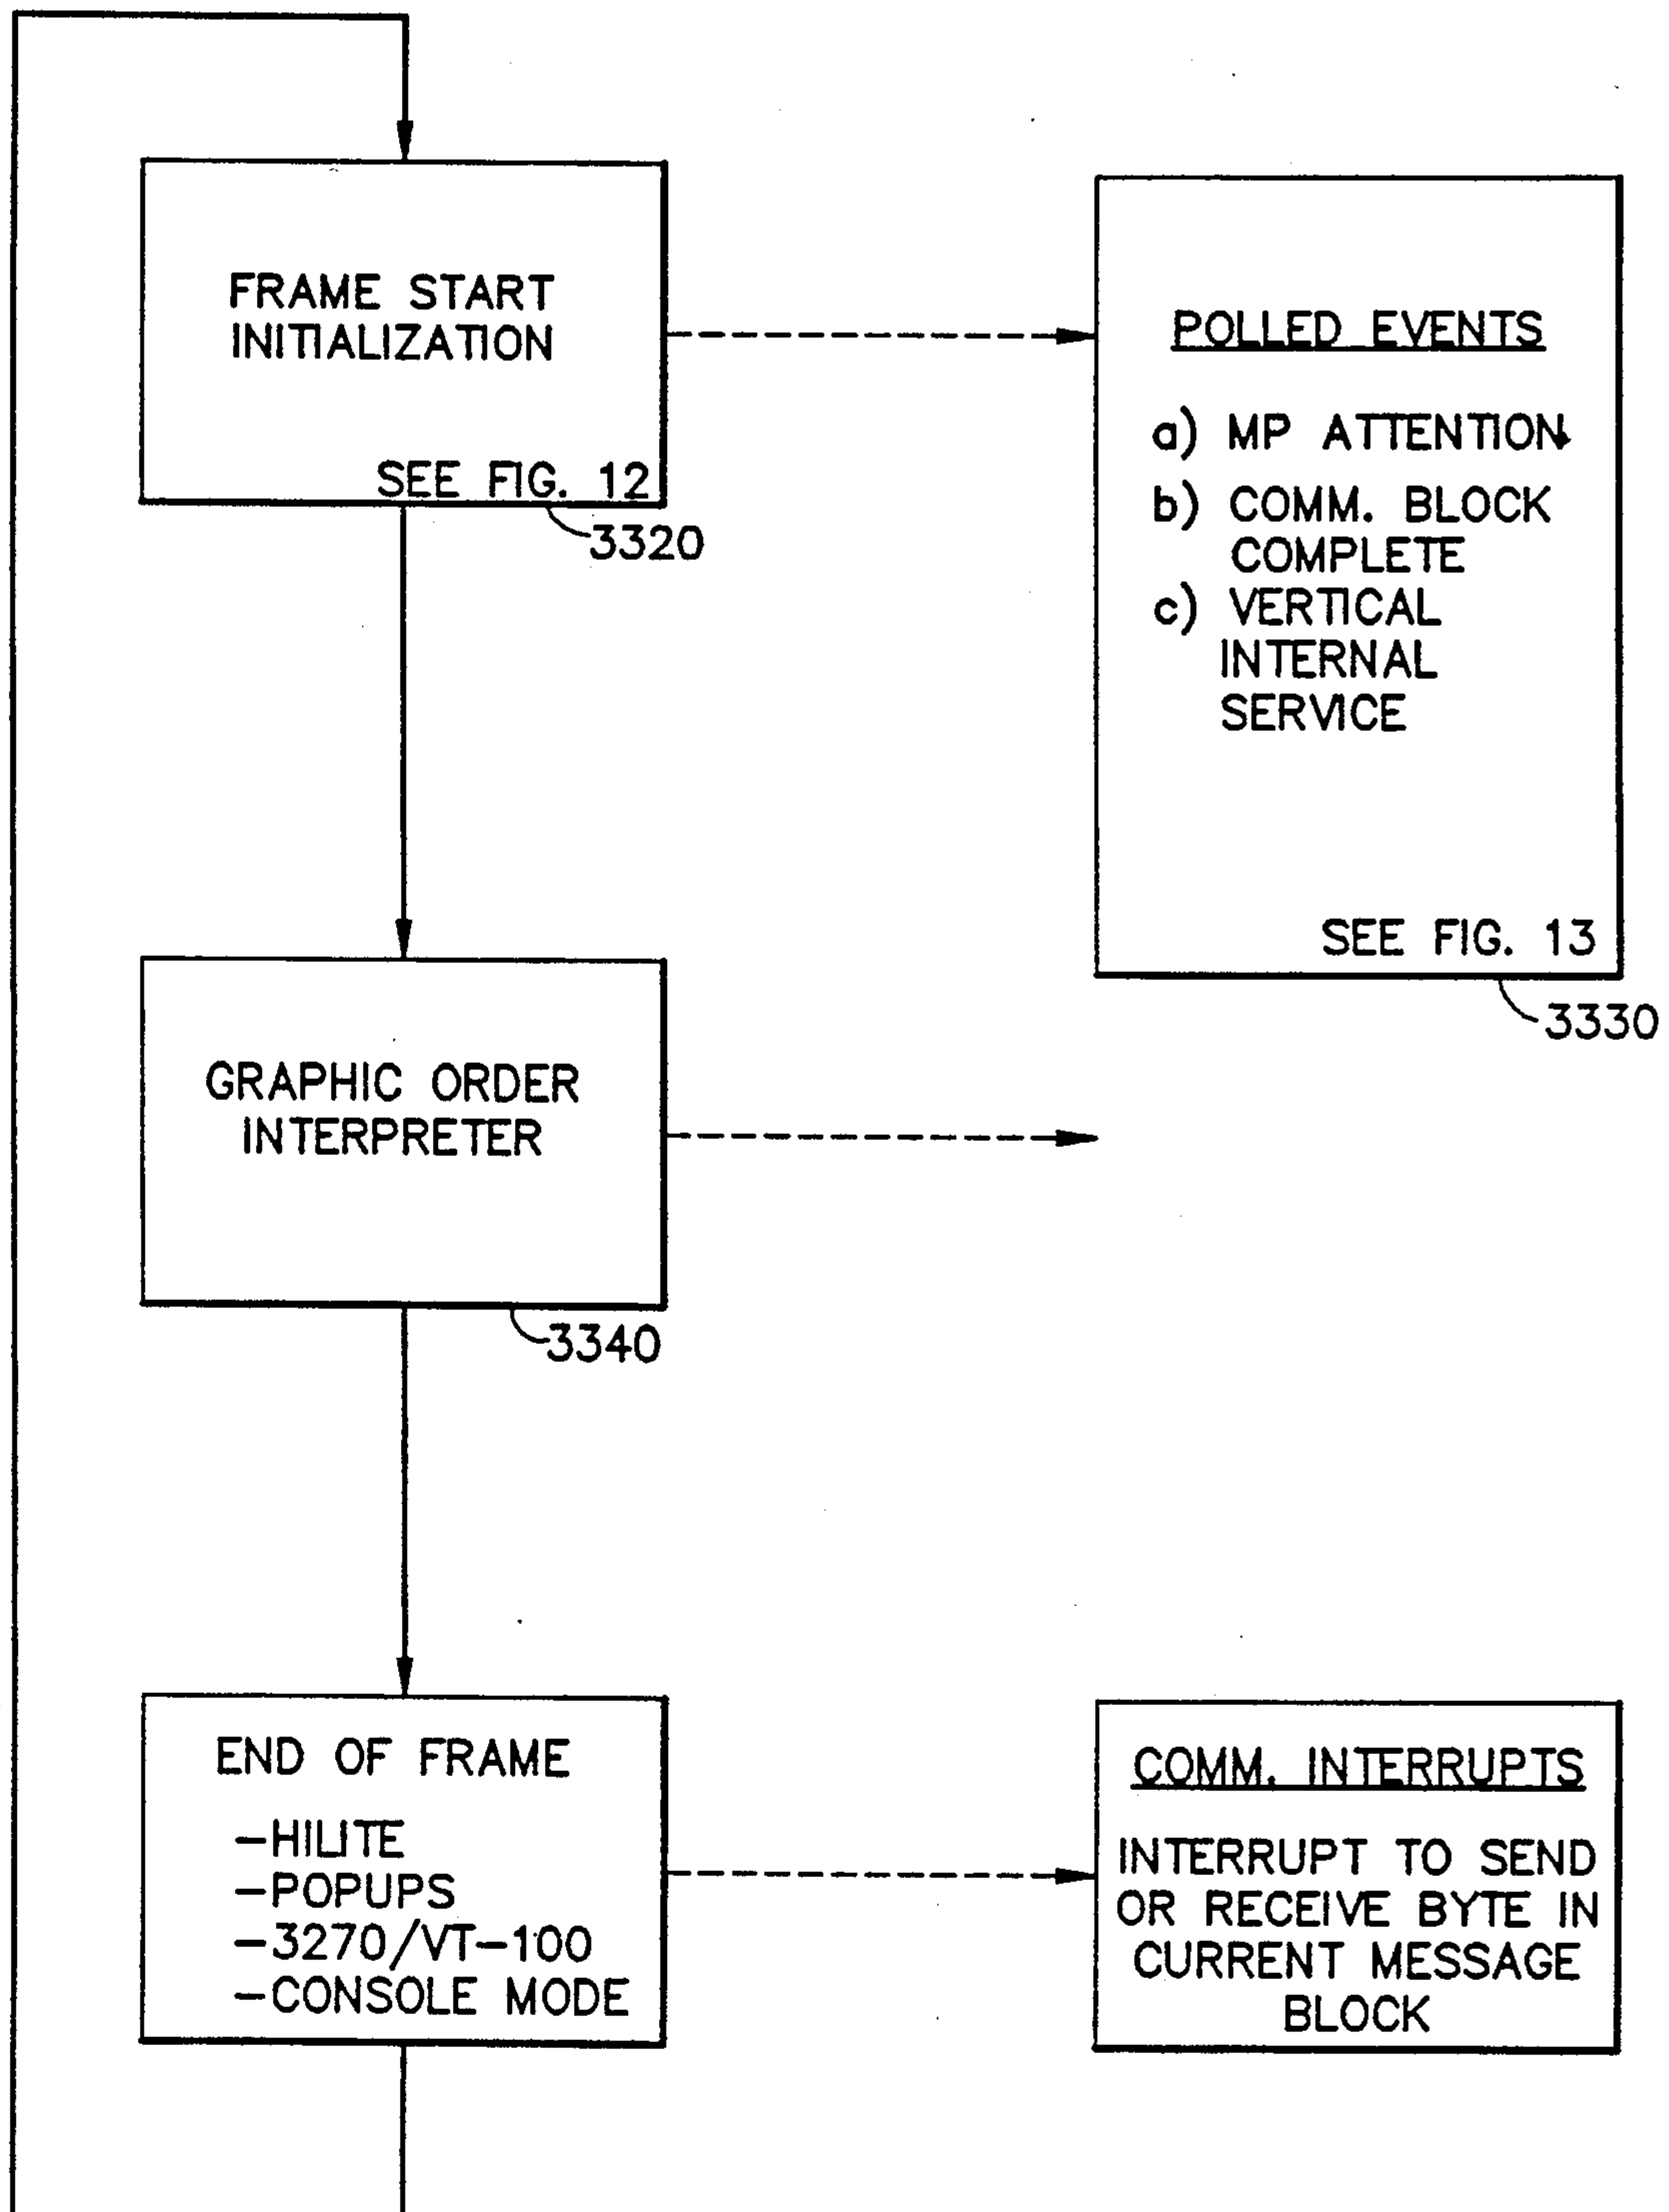 FRAME START
INITIALIZATION
SEE FIG. 12
3320
POLLED EVENTS
a) MP ATTENTION
b) COMM. BLOCK
COMPLETE
c) VERTICAL
INTERNAL
SERVICE
SEE FIG. 13
3330
GRAPHIC ORDER
INTERPRETER
3340
END OF FRAME
-HILITE
-POPUPS
-3270/VT-100
-CONSOLE MODE
COMM. INTERRUPTS
INTERRUPT TO SEND
OR RECEIVE BYTE IN
CURRENT MESSAGE
BLOCK